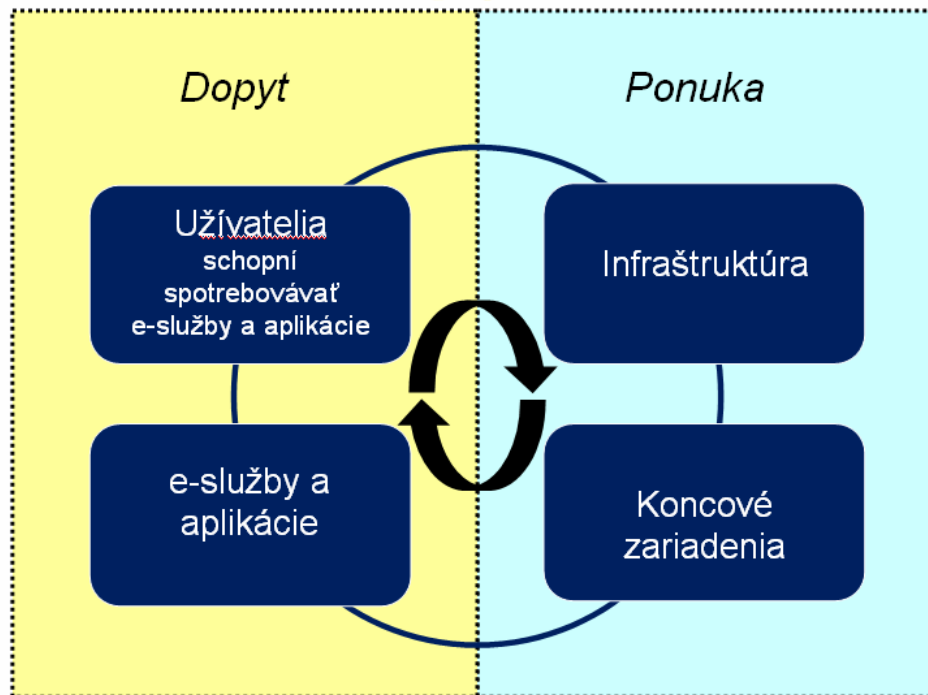 Dopyt
Ponuka
Užívatelia
schopní
spotrebovávať
e-služby a aplikácie
Infraštruktúra
e-služby a
aplikácie
Koncové
zariadenia